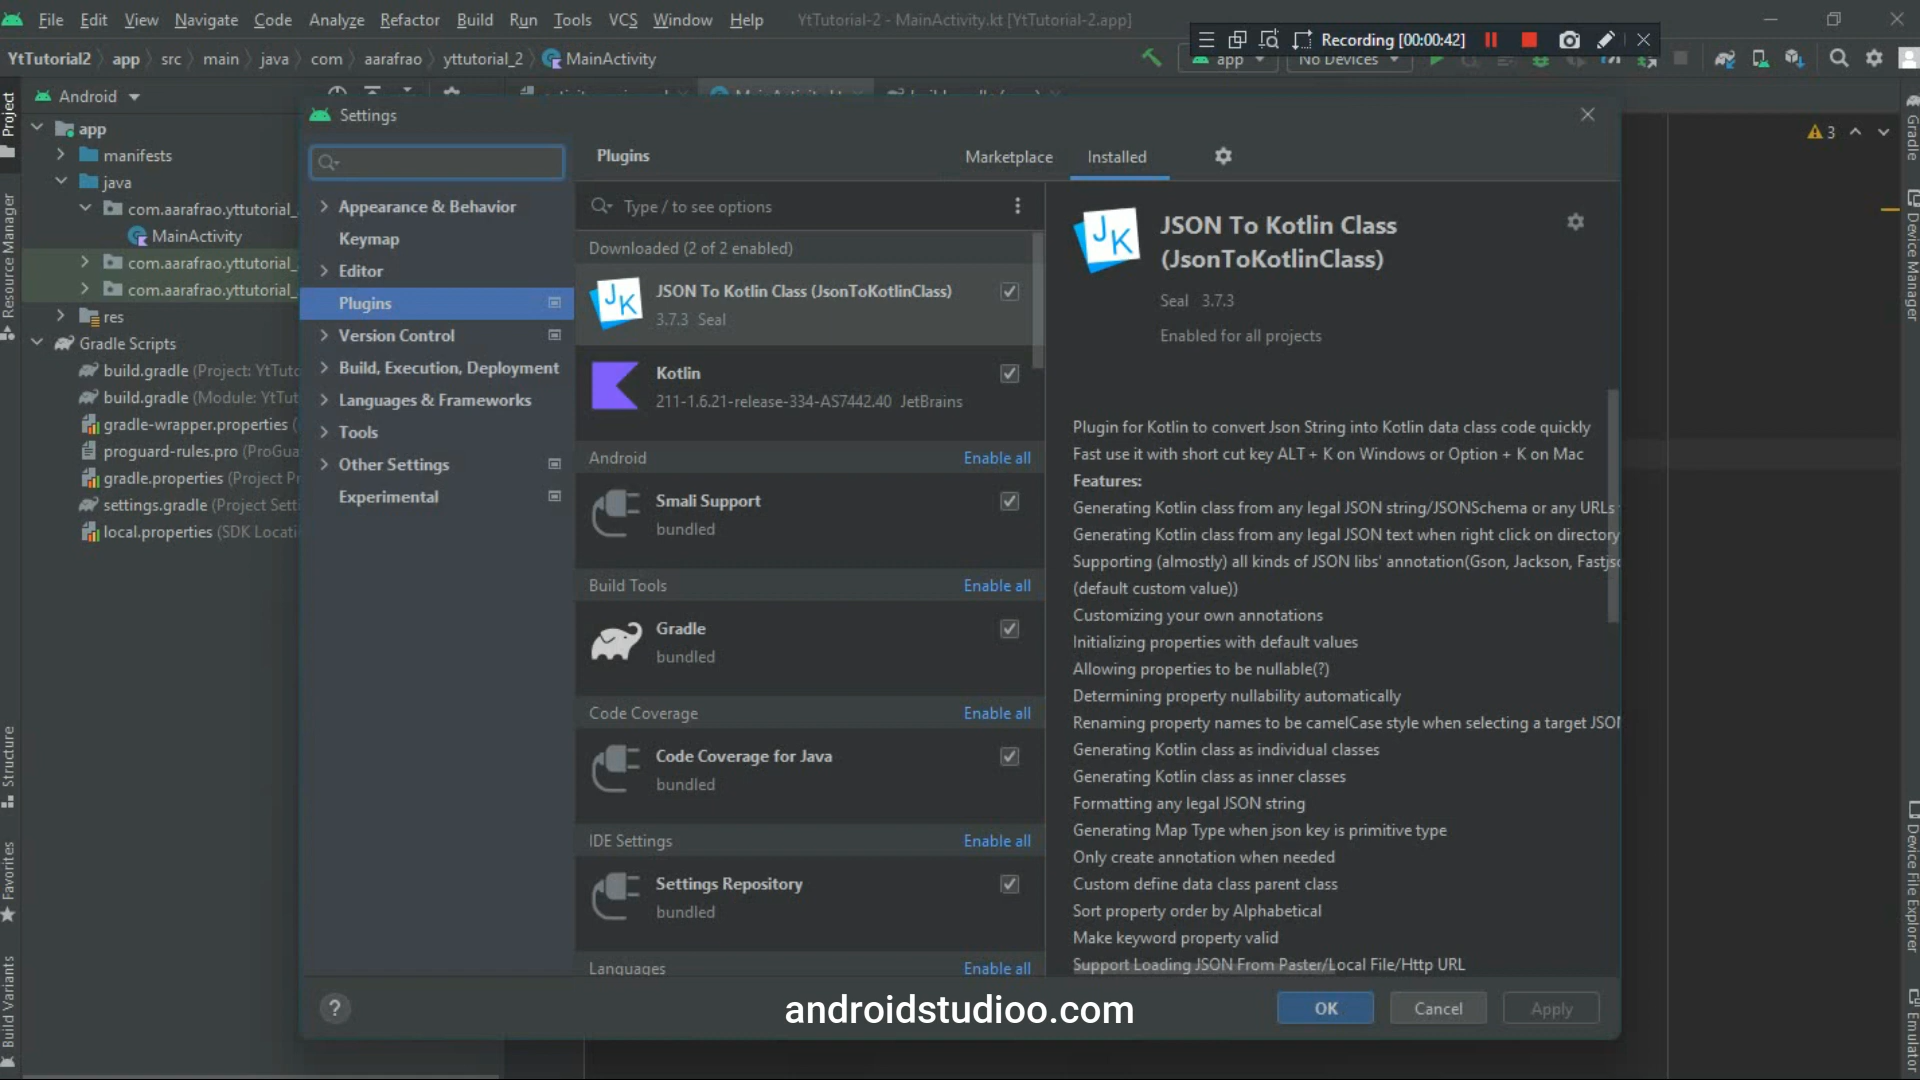 File Edit View Navigate Code Analyze Refactor Build Run Tools VCS Window Help YtTutorial-2 - MainActivity.kt [YtTutorial-2.app]
Recording [00:00:42]
YtTutorial2 app src main java com aarafrao yttutorial_2 MainActivity
app No Devices
Android
Project
Resource Manager
Structure
Favorites
Build Variants
app
manifests
java
com.aarafrao.yttutorial_
MainActivity
com.aarafrao.yttutorial_
com.aarafrao.yttutorial_
res
Gradle Scripts
build.gradle (Project: YtTuto
build.gradle (Module: YtTut
gradle-wrapper.properties (
proguard-rules.pro (ProGua
gradle.properties (Project Pr
settings.gradle (Project Sett
local.properties (SDK Locati
Settings
Appearance & Behavior
Keymap
Editor
Plugins
Version Control
Build, Execution, Deployment
Languages & Frameworks
Tools
Other Settings
Experimental
Plugins Marketplace Installed
Type / to see options
Downloaded (2 of 2 enabled)
JSON To Kotlin Class (JsonToKotlinClass)
3.7.3 Seal
Kotlin
211-1.6.21-release-334-AS7442.40 JetBrains
Android Enable all
Smali Support
bundled
Build Tools Enable all
Gradle
bundled
Code Coverage Enable all
Code Coverage for Java
bundled
IDE Settings Enable all
Settings Repository
bundled
Languages Enable all
JK
JSON To Kotlin Class
(JsonToKotlinClass)
Seal 3.7.3
Enabled for all projects
Plugin for Kotlin to convert Json String into Kotlin data class code quickly
Fast use it with short cut key ALT + K on Windows or Option + K on Mac
Features:
Generating Kotlin class from any legal JSON string/JSONSchema or any URLs
Generating Kotlin class from any legal JSON text when right click on directory
Supporting (almostly) all kinds of JSON libs' annotation(Gson, Jackson, Fastjso
(default custom value))
Customizing your own annotations
Initializing properties with default values
Allowing properties to be nullable(?)
Determining property nullability automatically
Renaming property names to be camelCase style when selecting a target JSON
Generating Kotlin class as individual classes
Generating Kotlin class as inner classes
Formatting any legal JSON string
Generating Map Type when json key is primitive type
Only create annotation when needed
Custom define data class parent class
Sort property order by Alphabetical
Make keyword property valid
Support Loading JSON From Paster/Local File/Http URL
?
androidstudioo.com
OK Cancel Apply
3
Gradle
Device Manager
Device File Explorer
Emulator